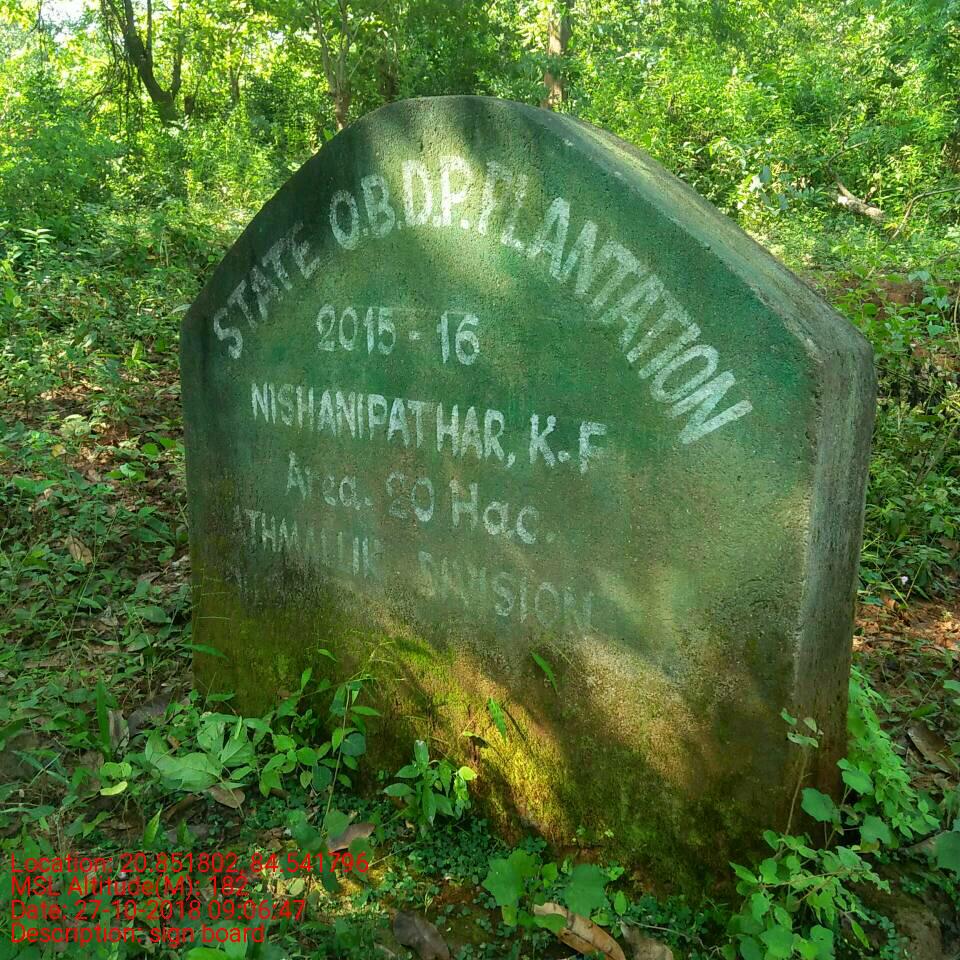 STATE O.B.D.P. PLANTATION
2015-16
NISHANIPATHAR, K.F
Area. 20 Hac.
ATHMALLIK DIVISION
Location: 20.851802, 84.541796
MSL Altitude(M): 182
Date: 27-10-2018 09:06:47
Description: sign board